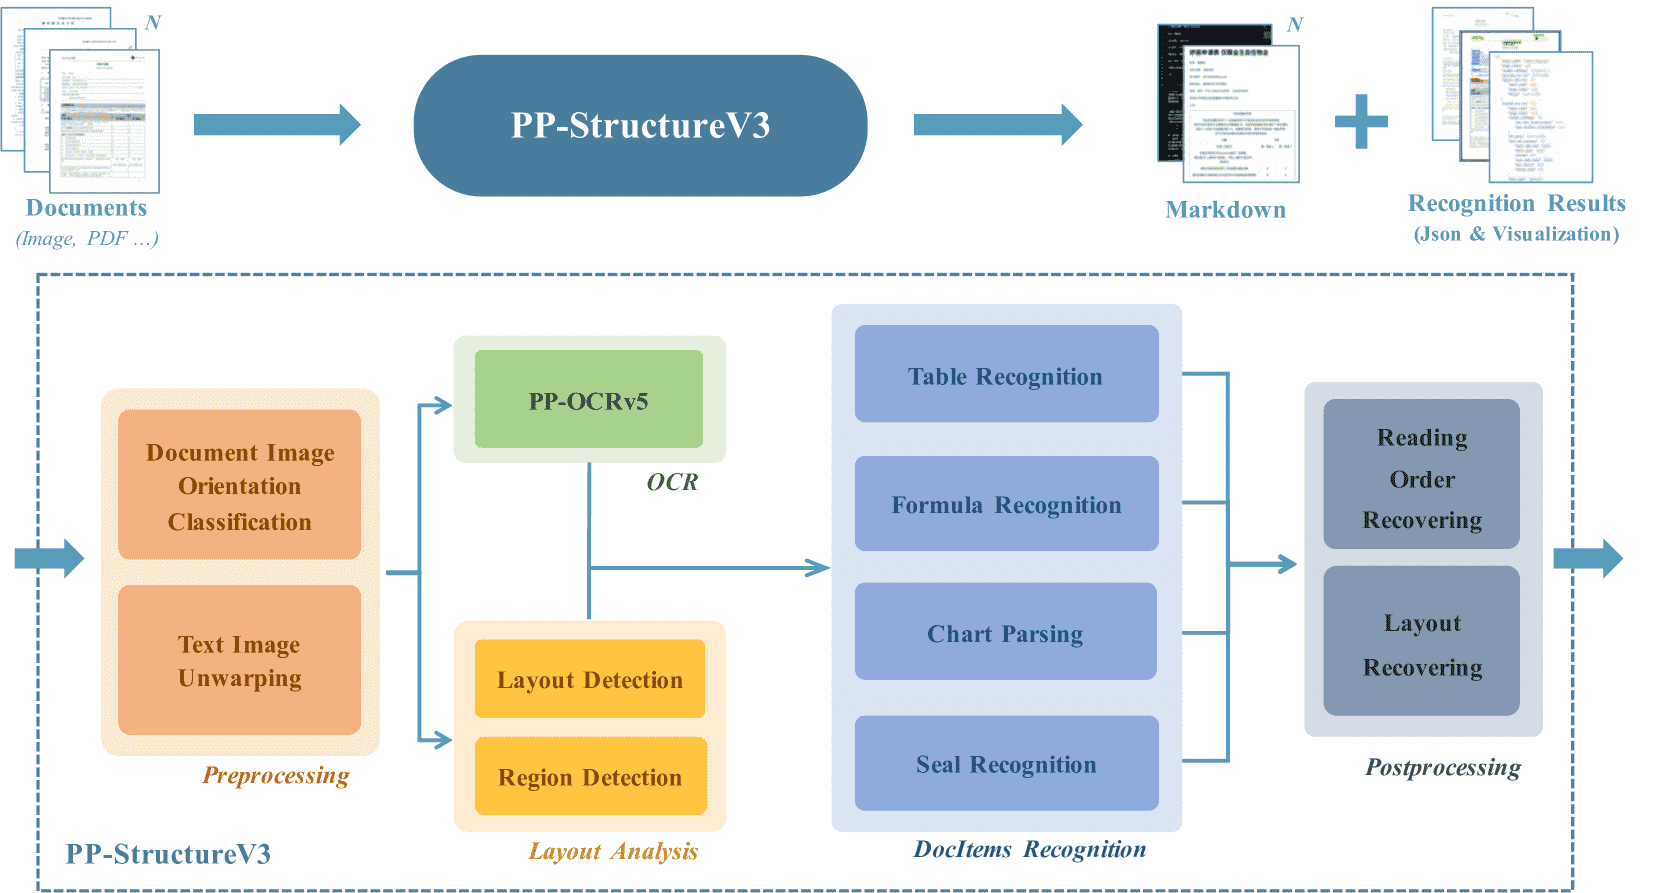 N
Documents
(Image, PDF ...)
PP-StructureV3
N
Markdown
Recognition Results
(Json & Visualization)
Document Image
Orientation
Classification
Text Image
Unwarping
Preprocessing
PP-OCRv5
OCR
Layout Detection
Region Detection
Layout Analysis
Table Recognition
Formula Recognition
Chart Parsing
Seal Recognition
DocItems Recognition
Reading
Order
Recovering
Layout
Recovering
Postprocessing
PP-StructureV3